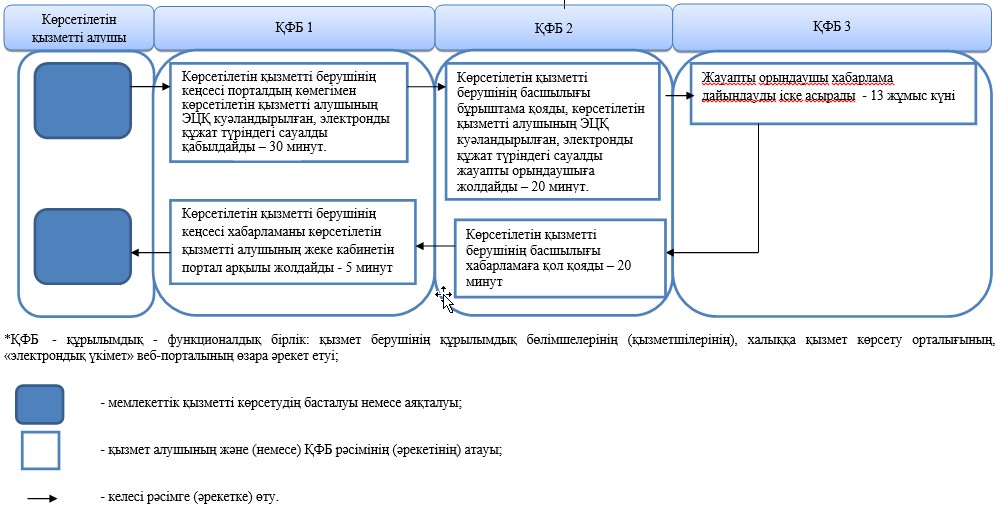 Көрсетілетін
қызметті алушы
ҚФБ 1
ҚФБ 2
ҚФБ 3
Көрсетілетін қызметті берушінің
кеңсесі порталдың көмегімен
көрсетілетін қызметті алушының
ЭЦҚ куәландырылған, электронды
құжат түріндегі сауалды
қабылдайды – 30 минут.
Көрсетілетін қызметті
берушінің басшылығы
бұрыштама қояды, көрсетілетін
қызметті алушының ЭЦҚ
куәландырылған, электронды
құжат түріндегі сауалды
жауапты орындаушыға
жолдайды – 20 минут.
Жауапты орындаушы хабарлама
дайындауды іске асырады - 13 жұмыс күні
Көрсетілетін қызметті берушінің
кеңсесі хабарламаны көрсетілетін
қызметті алушының жеке кабинетін
портал арқылы жолдайды - 5 минут
Көрсетілетін қызметті
берушінің басшылығы
хабарламаға қол қояды – 20
минут
*ҚФБ - құрылымдық - функционалдық бірлік: қызмет берушінің құрылымдық бөлімшелерінің (қызметшілерінің), халыққа қызмет көрсету орталығының,
«электрондық үкімет» веб-порталының өзара әрекет етуі;
- мемлекеттік қызметті көрсетудің басталуы немесе аяқталуы;
- қызмет алушының және (немесе) ҚФБ рәсімінің (әрекетінің) атауы;
- келесі рәсімге (әрекетке) өту.